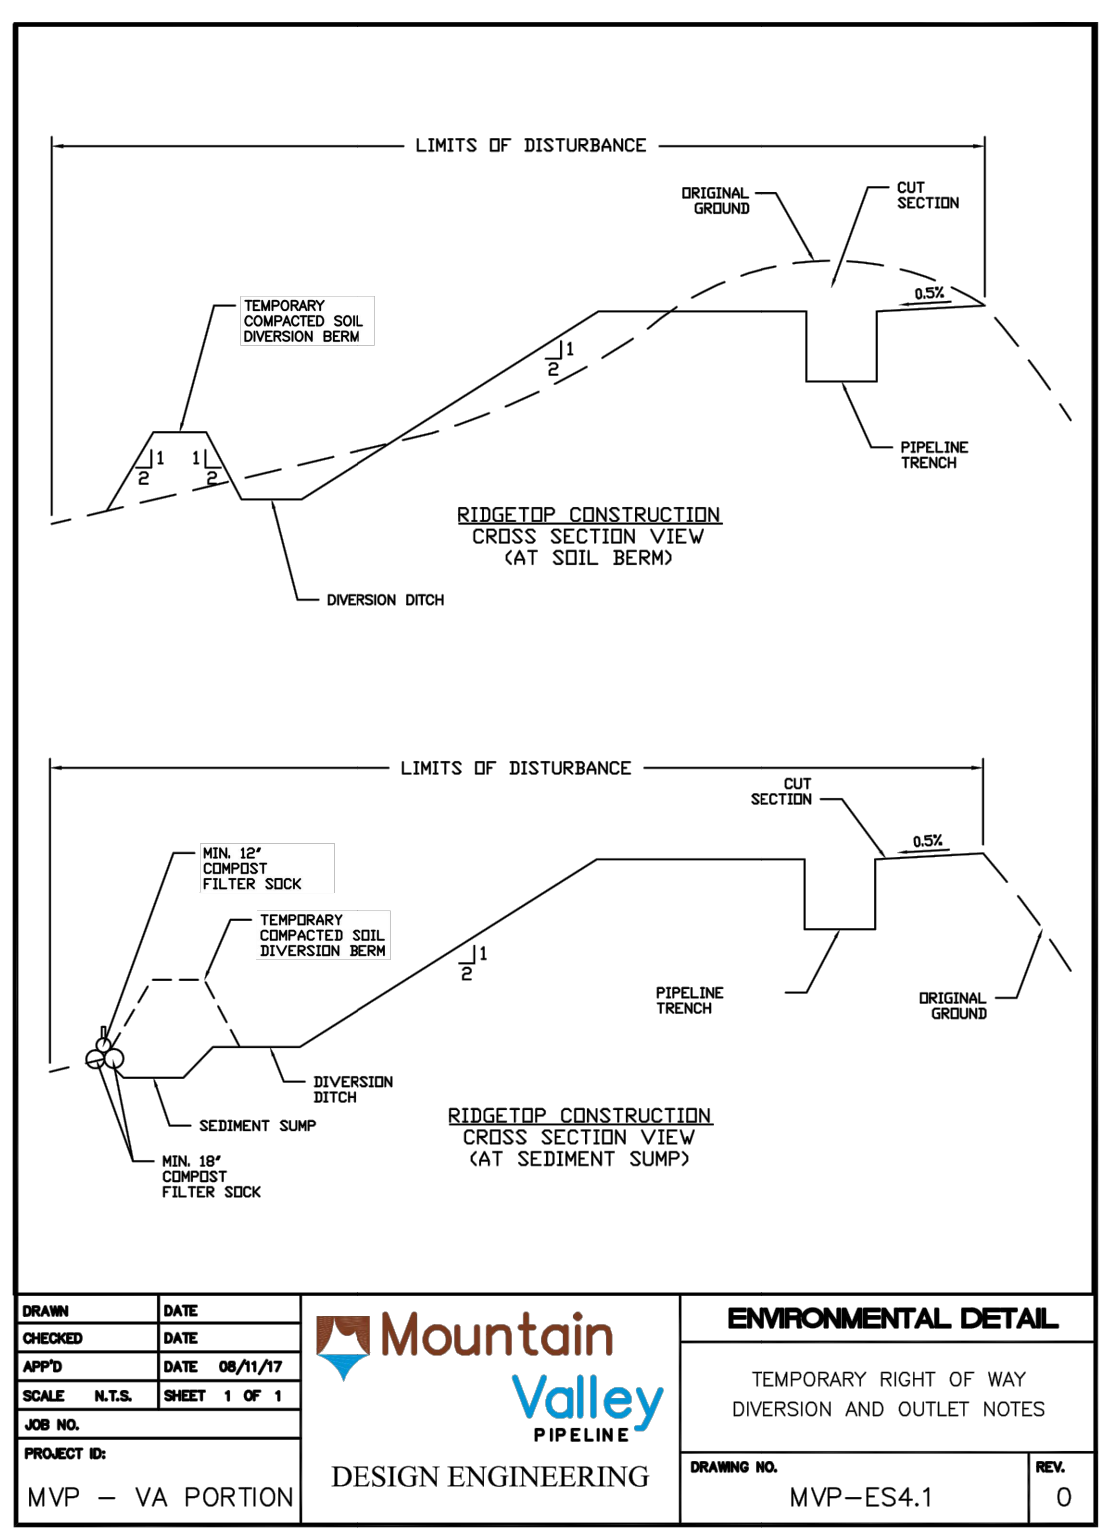 LIMITS OF DISTURBANCE
ORIGINAL
GROUND
CUT
SECTION
0.5%
TEMPORARY
COMPACTED SOIL
DIVERSION BERM
1
2
1
2
1
2
PIPELINE
TRENCH
RIDGETOP CONSTRUCTION
CROSS SECTION VIEW
(AT SOIL BERM)
DIVERSION DITCH
LIMITS OF DISTURBANCE
CUT
SECTION
0.5%
MIN. 12"
COMPOST
FILTER SOCK
TEMPORARY
COMPACTED SOIL
DIVERSION BERM
1
2
PIPELINE
TRENCH
ORIGINAL
GROUND
DIVERSION
DITCH
SEDIMENT SUMP
RIDGETOP CONSTRUCTION
CROSS SECTION VIEW
(AT SEDIMENT SUMP)
MIN. 18"
COMPOST
FILTER SOCK
DRAWN DATE
CHECKED DATE
APP'D DATE 08/11/17
SCALE N.T.S. SHEET 1 OF 1
JOB NO.
PROJECT ID:
MVP - VA PORTION
Mountain
Valley
PIPELINE
DESIGN ENGINEERING
ENVIRONMENTAL DETAIL
TEMPORARY RIGHT OF WAY
DIVERSION AND OUTLET NOTES
DRAWING NO.
MVP-ES4.1
REV.
0